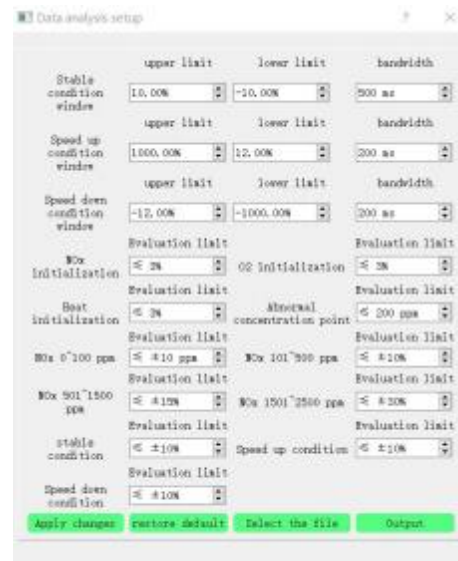 Data analysis setup
upper limit lower limit bandwidth
Stable
condition
window
10.00% -10.00% 500 ms
upper limit lower limit bandwidth
Speed up
condition
window
1000.00% 12.00% 200 ms
upper limit lower limit bandwidth
Speed down
condition
window
-12.00% -1000.00% 200 ms
Evaluation limit Evaluation limit
NOx
initialization
≤ 3% O2 Initialization ≤ 3%
Evaluation limit Evaluation limit
Heat
initialization
≤ 3% Abnormal
concentration point
≤ 200 ppm
Evaluation limit Evaluation limit
NOx 0~100 ppm ≤ ±10 ppm NOx 101~500 ppm ≤ ±10%
Evaluation limit Evaluation limit
NOx 501~1500
ppm
≤ ±15% NOx 1501~2500 ppm ≤ ±20%
Evaluation limit Evaluation limit
stable
condition
≤ ±10% Speed up condition ≤ ±10%
Evaluation limit
Speed down
condition
≤ ±10%
Apply changes restore default Select the file Output